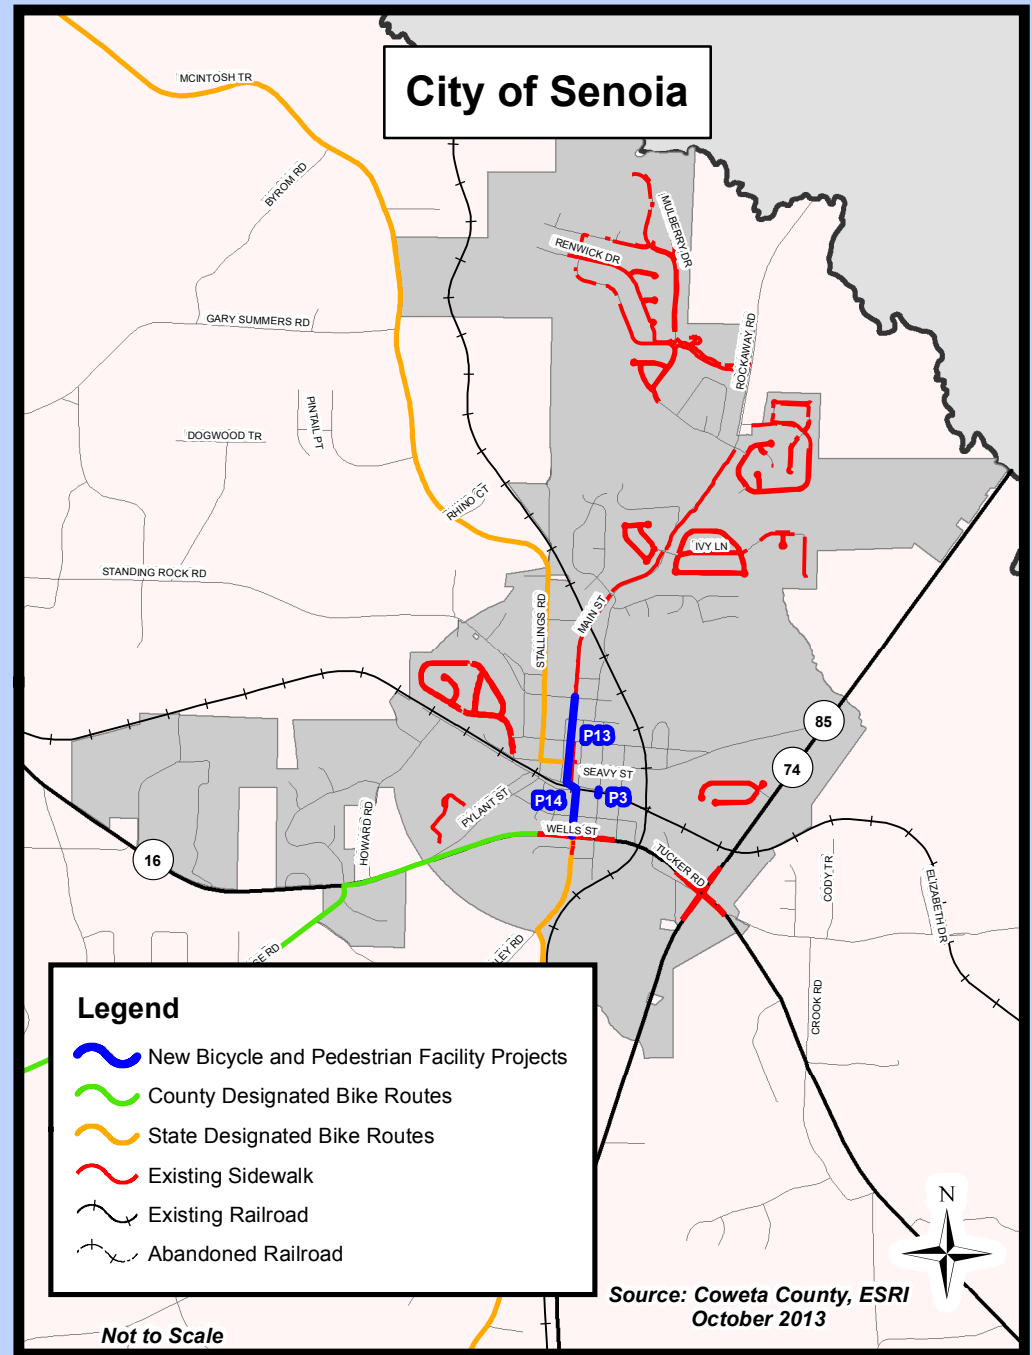 City of Senoia
MCINTOSH TR
BYROM RD
MULBERRY DR
RENWICK DR
GARY SUMMERS RD
ROCKAWAY RD
PINTAIL PT
DOGWOOD TR
RHINO CT
IVY LN
STANDING ROCK RD
STALLINGS RD
MAIN ST
85
P13
74
SEAVY ST
P14
P3
PYLANT ST
HOWARD RD
WELLS ST
16
TUCKER RD
CODY TR
ELIZABETH DR
SE RD
LEY RD
CROOK RD
Legend
New Bicycle and Pedestrian Facility Projects
County Designated Bike Routes
State Designated Bike Routes
Existing Sidewalk
Existing Railroad
Abandoned Railroad
N
Source: Coweta County, ESRI
October 2013
Not to Scale